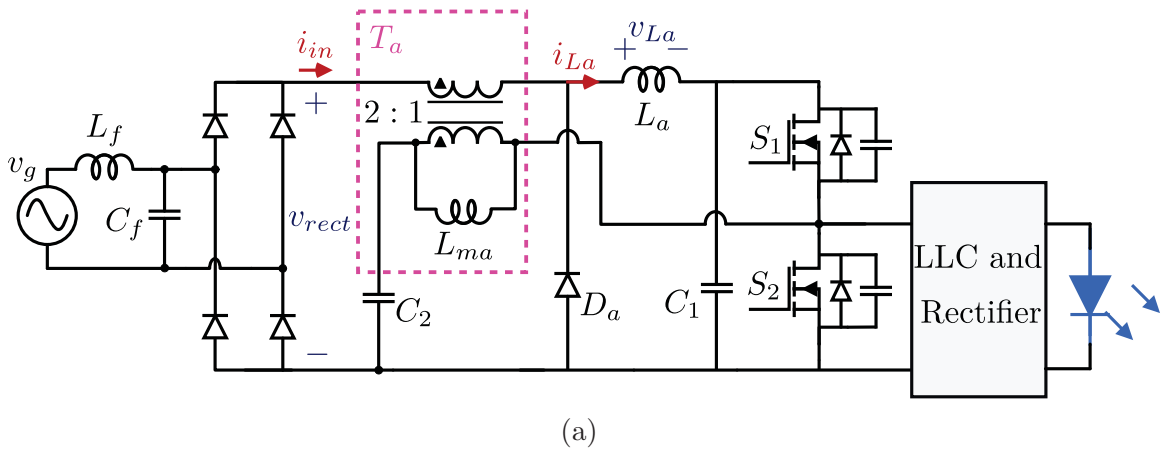 T_a
i_in
v_La
+ −
i_La
+
L_a
2 : 1
L_f
S_1
v_g
C_f
v_rect
L_ma
C_2
D_a
C_1
S_2
LLC and
Rectifier
−
(a)